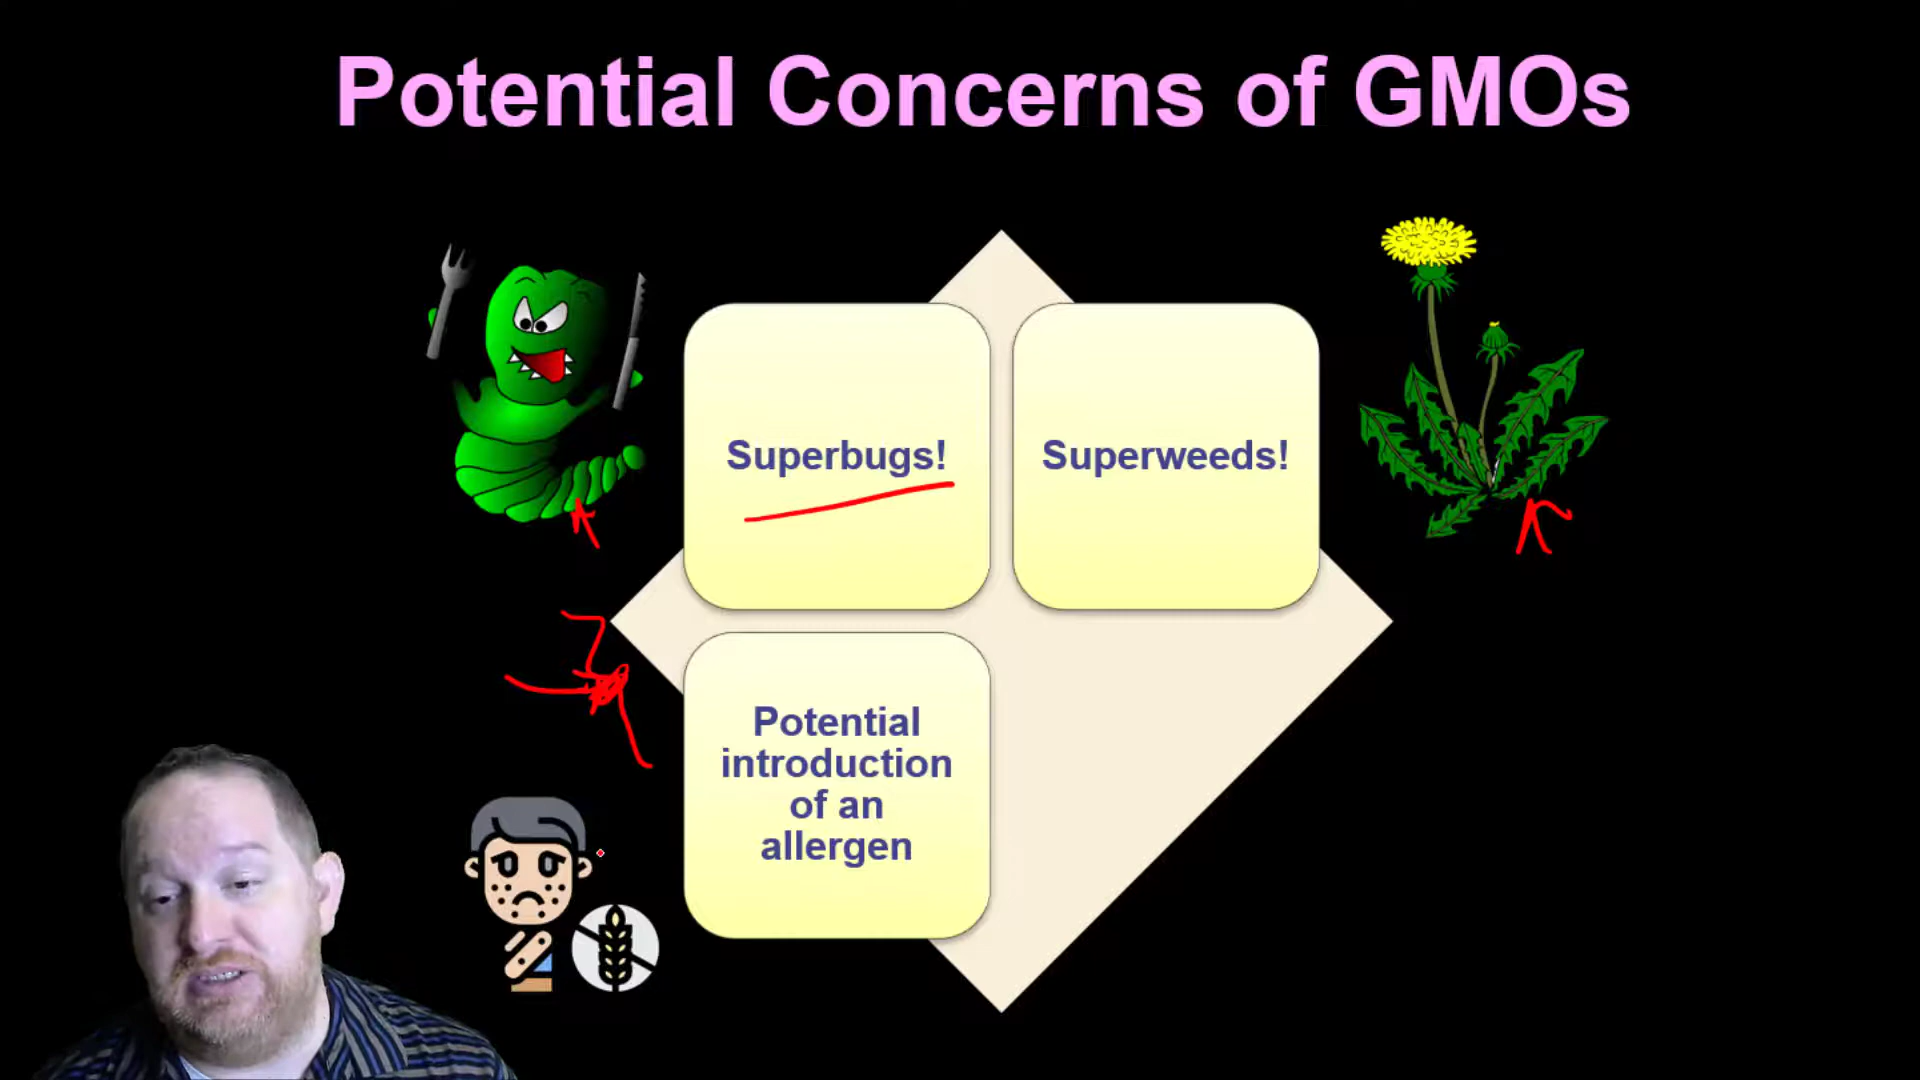 Potential Concerns of GMOs
Superbugs!
Superweeds!
Potential
introduction
of an
allergen